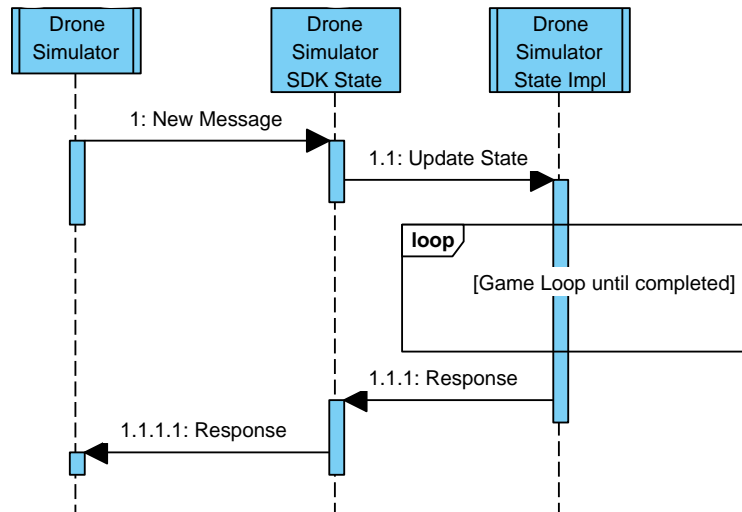 Drone
Simulator
Drone
Simulator
SDK State
Drone
Simulator
State Impl
1: New Message
1.1: Update State
loop
[Game Loop until completed]
1.1.1: Response
1.1.1.1: Response